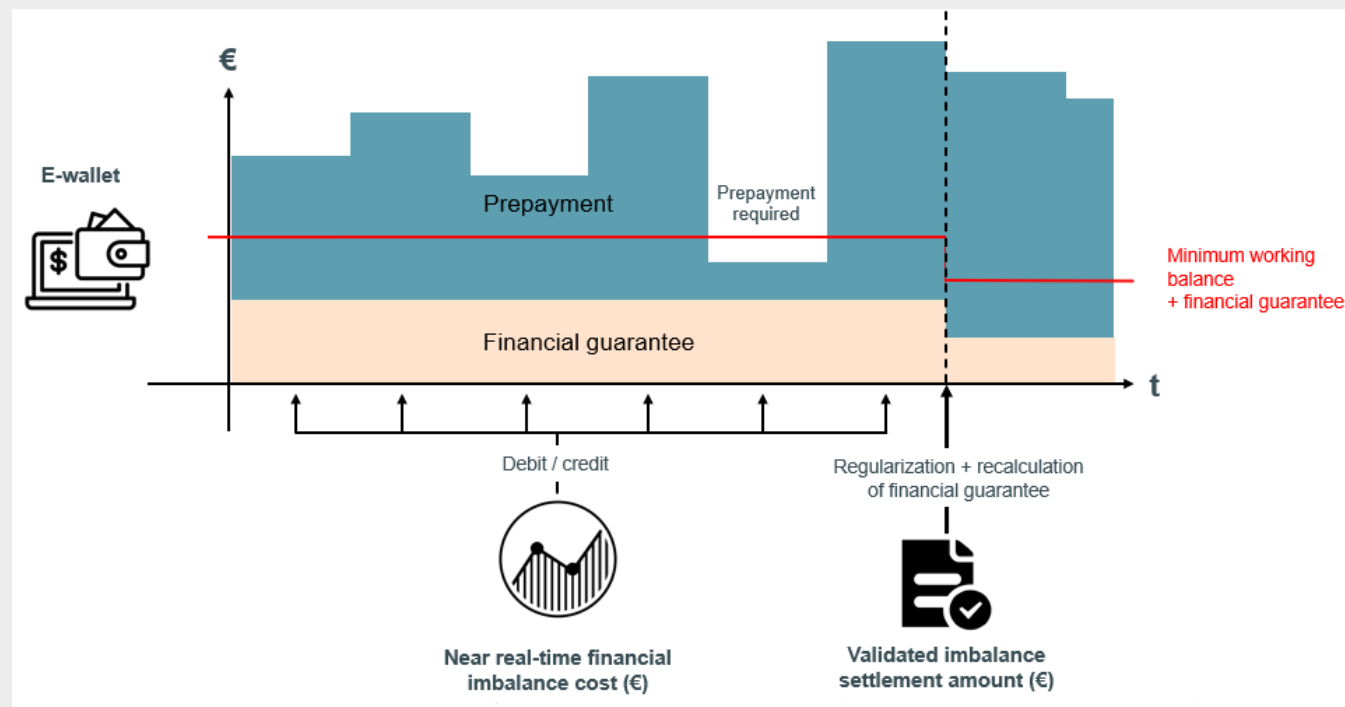 €
E-wallet
$
Prepayment
Prepayment
required
Minimum working
balance
+ financial guarantee
Financial guarantee
t
Debit / credit
Regularization + recalculation
of financial guarantee
Near real-time financial
imbalance cost (€)
Validated imbalance
settlement amount (€)